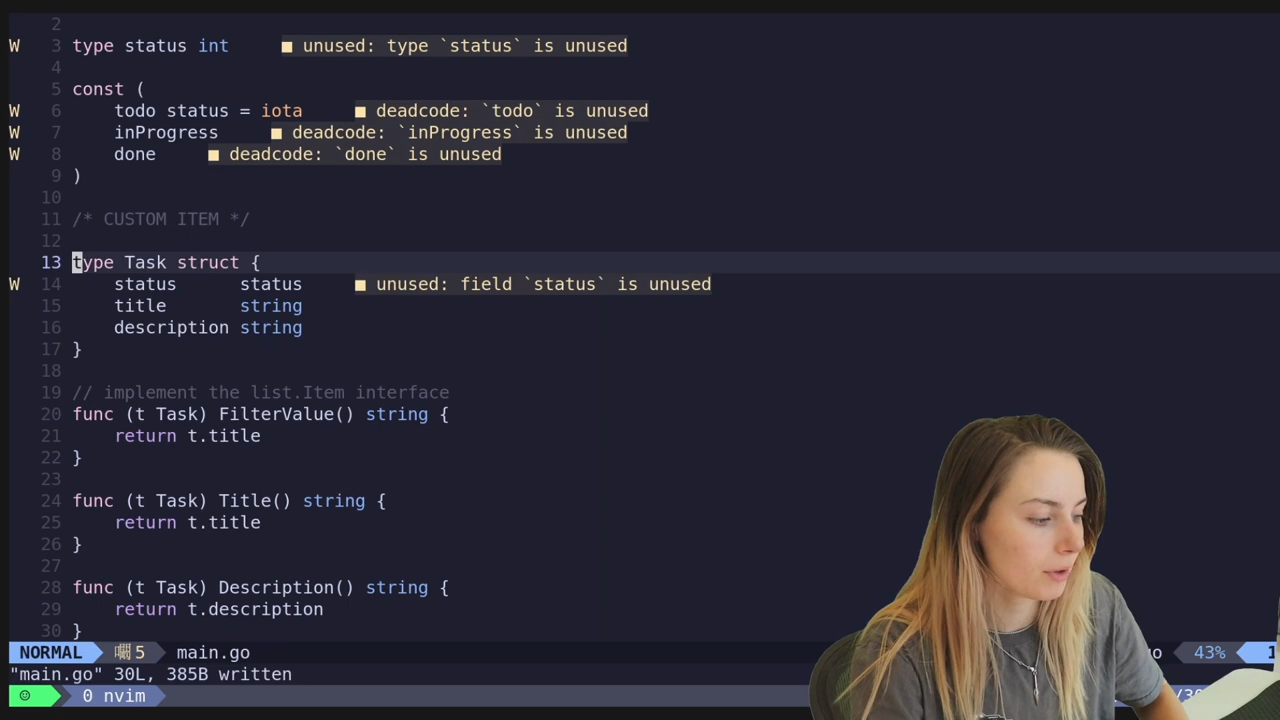 2
W 3 type status int ■ unused: type `status` is unused
4
5 const (
W 6 todo status = iota ■ deadcode: `todo` is unused
W 7 inProgress ■ deadcode: `inProgress` is unused
W 8 done ■ deadcode: `done` is unused
9 )
10
11 /* CUSTOM ITEM */
12
13 type Task struct {
W 14 status status ■ unused: field `status` is unused
15 title string
16 description string
17 }
18
19 // implement the list.Item interface
20 func (t Task) FilterValue() string {
21 return t.title
22 }
23
24 func (t Task) Title() string {
25 return t.title
26 }
27
28 func (t Task) Description() string {
29 return t.description
30 }
NORMAL 5 main.go 43% 1
"main.go" 30L, 385B written
0 nvim